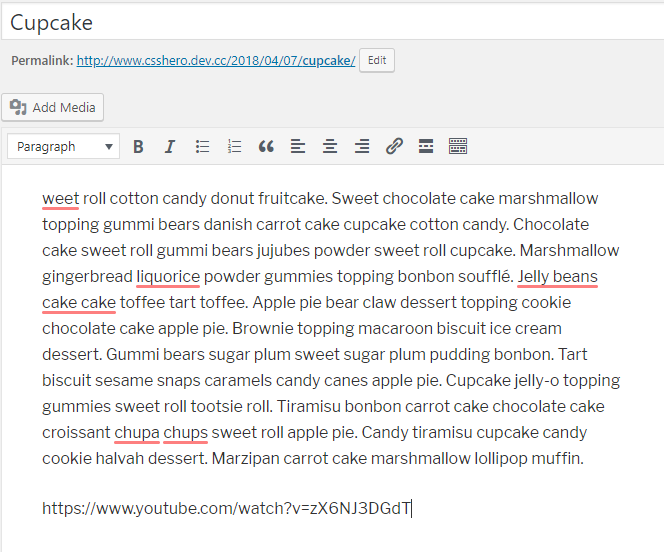 Cupcake
Permalink: http://www.csshero.dev.cc/2018/04/07/cupcake/ Edit
Add Media
Paragraph B I
weet roll cotton candy donut fruitcake. Sweet chocolate cake marshmallow
topping gummi bears danish carrot cake cupcake cotton candy. Chocolate
cake sweet roll gummi bears jujubes powder sweet roll cupcake. Marshmallow
gingerbread liquorice powder gummies topping bonbon soufflé. Jelly beans
cake cake toffee tart toffee. Apple pie bear claw dessert topping cookie
chocolate cake apple pie. Brownie topping macaroon biscuit ice cream
dessert. Gummi bears sugar plum sweet sugar plum pudding bonbon. Tart
biscuit sesame snaps caramels candy canes apple pie. Cupcake jelly-o topping
gummies sweet roll tootsie roll. Tiramisu bonbon carrot cake chocolate cake
croissant chupa chups sweet roll apple pie. Candy tiramisu cupcake candy
cookie halvah dessert. Marzipan carrot cake marshmallow lollipop muffin.
https://www.youtube.com/watch?v=zX6NJ3DGdT